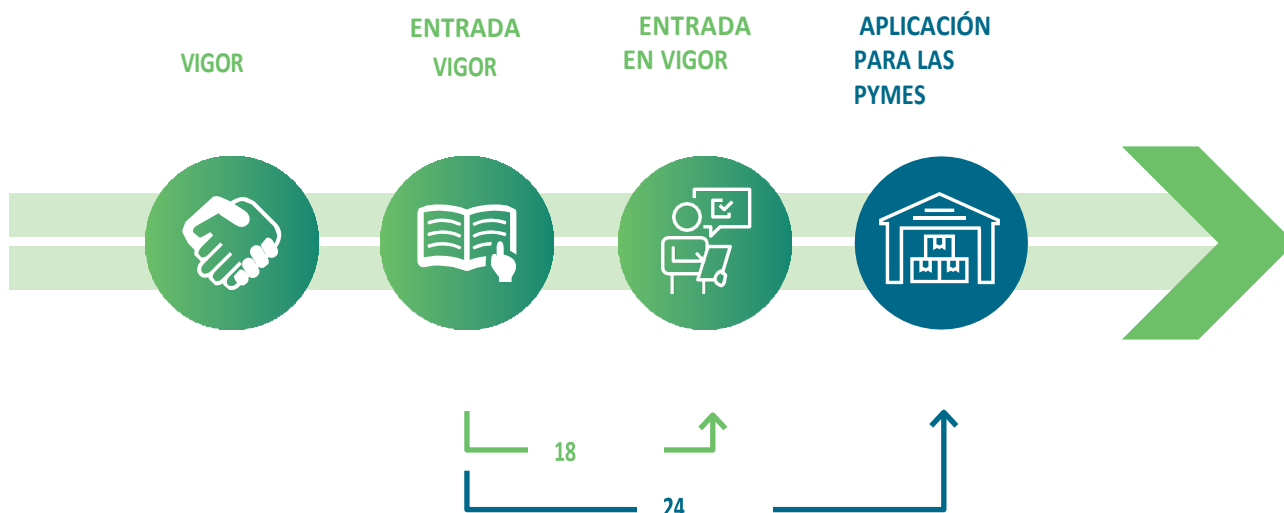 VIGOR
ENTRADA
VIGOR
ENTRADA
EN VIGOR
APLICACIÓN
PARA LAS
PYMES
18
24